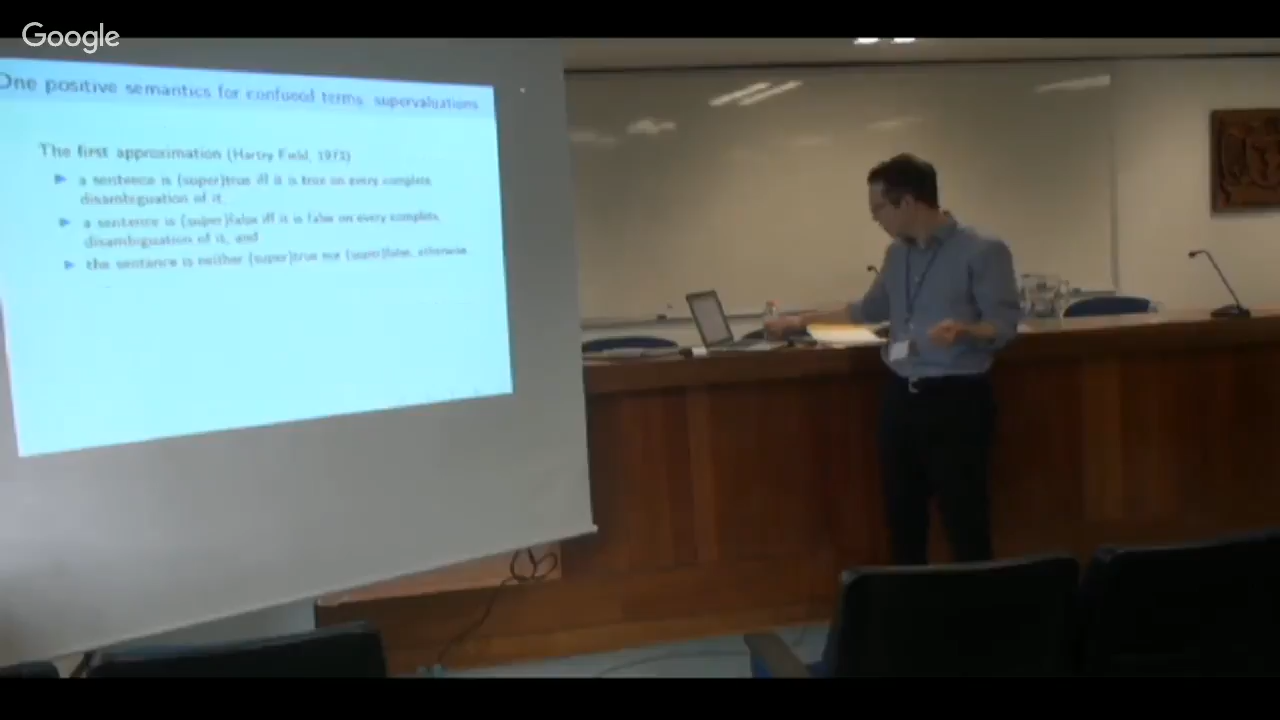 Google
One positive semantics for confused terms: supervaluations
The first approximation (Hartry Field, 1973)
a sentence is (super)true iff it is true on every complete
disambiguation of it,
a sentence is (super)false iff it is false on every complete
disambiguation of it, and
the sentence is neither (super)true nor (super)false, otherwise.